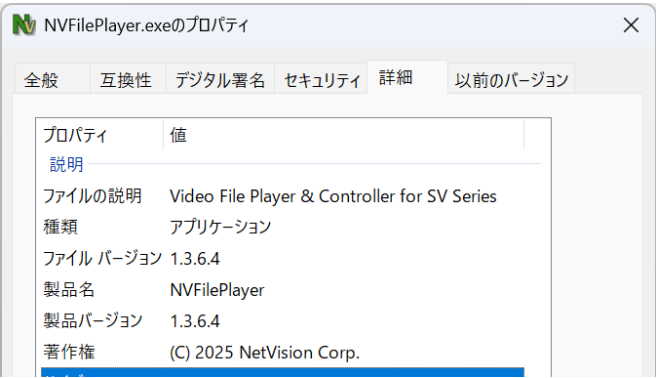 NVFilePlayer.exeのプロパティ
全般 互換性 デジタル署名 セキュリティ 詳細 以前のバージョン
プロパティ 値
説明
ファイルの説明 Video File Player & Controller for SV Series
種類 アプリケーション
ファイル バージョン 1.3.6.4
製品名 NVFilePlayer
製品バージョン 1.3.6.4
著作権 (C) 2025 NetVision Corp.